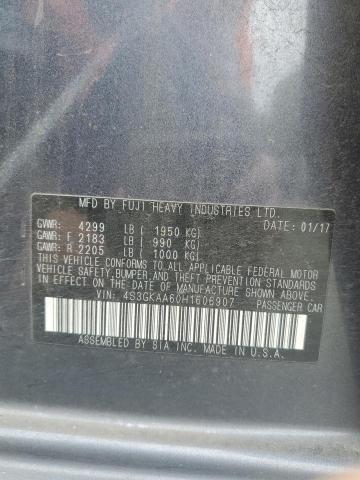 MFD BY FUJI HEAVY INDUSTRIES LTD.
GVWR: 4299 LB ( 1950 KG) DATE: 01/17
GAWR: F 2183 LB ( 990 KG)
GAWR: R 2205 LB ( 1000 KG)
THIS VEHICLE CONFORMS TO ALL APPLICABLE FEDERAL MOTOR
VEHICLE SAFETY, BUMPER, AND THEFT PREVENTION STANDARDS
IN EFFECT ON THE DATE OF MANUFACTURE SHOWN ABOVE.
VIN: 4S3GKAA60H1606907 PASSENGER CAR
ASSEMBLED BY SIA INC. MADE IN U.S.A.